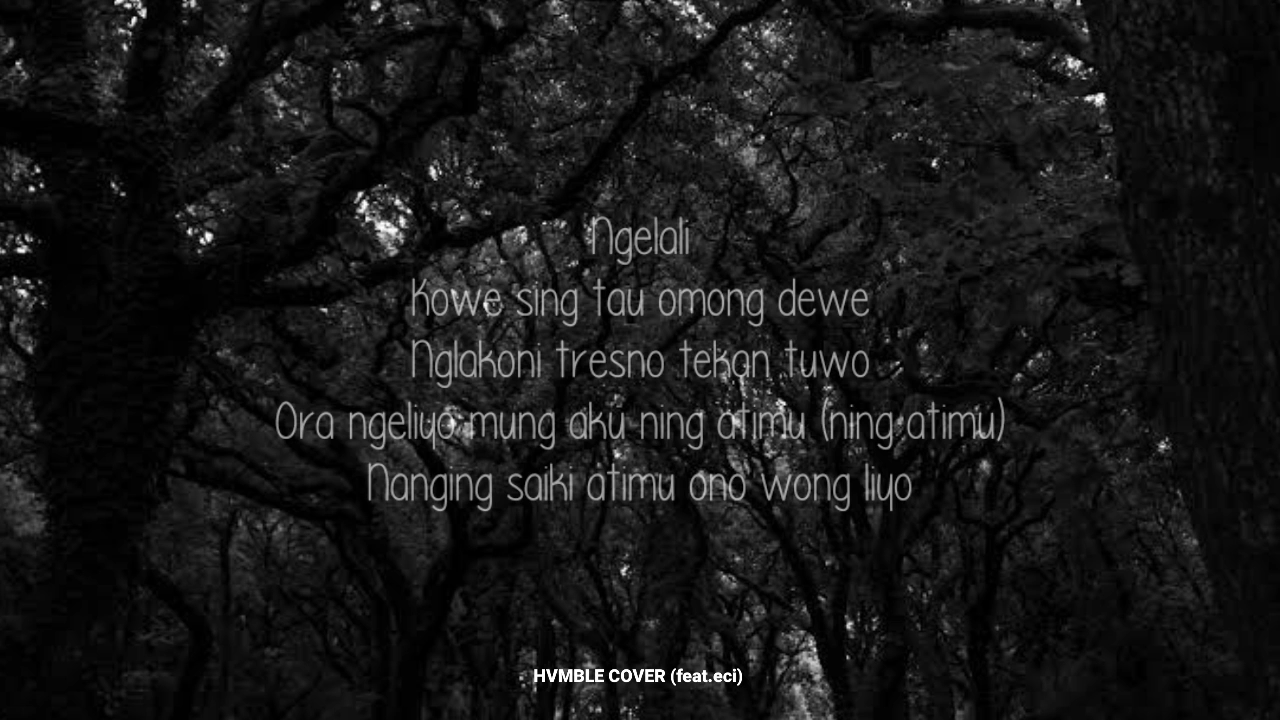 Ngelali
Kowe sing tau omong dewe
Nglakoni tresno tekan tuwo
Ora ngeliyo mung aku ning atimu (ning atimu)
Nanging saiki atimu ono wong liyo
HVMBLE COVER (feat.eci)